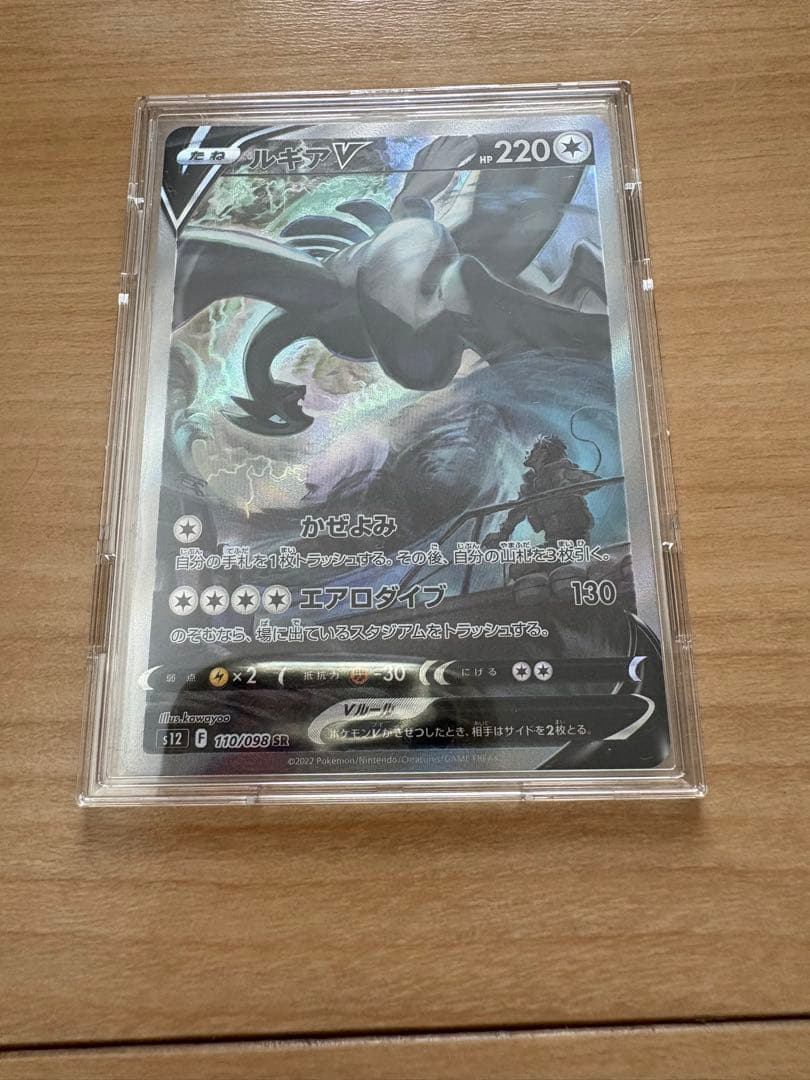 たね ルギアV HP 220
かぜよみ
自分の手札を1枚トラッシュする。その後、自分の山札を3枚引く。
エアロダイブ 130
のぞむなら、場に出ているスタジアムをトラッシュする。
弱点 ×2 抵抗力 -30 にげる
Vルール
Illus.kawayoo ポケモンVがきぜつしたとき、相手はサイドを2枚とる。
s12 F 110/098 SR
©2022 Pokémon/Nintendo/Creatures/GAME FREAK